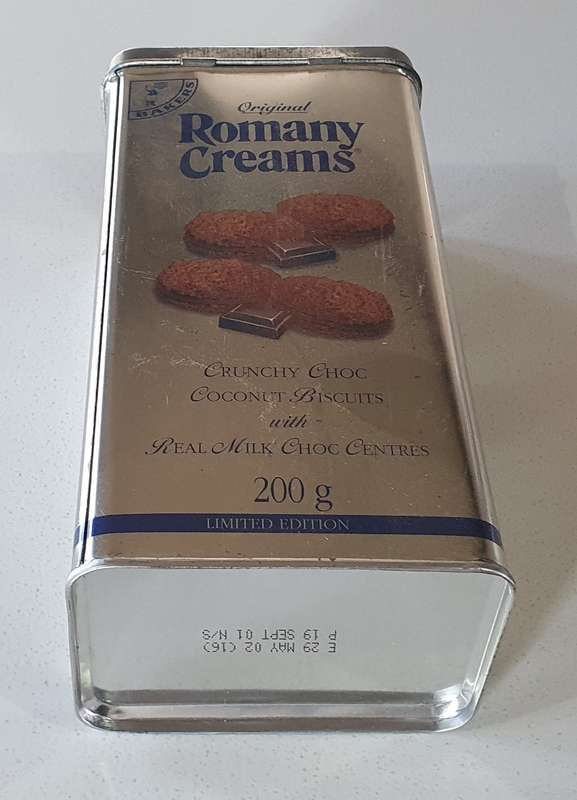 BAKERS
Original
Romany
Creams®
CRUNCHY CHOC
COCONUT BISCUITS
with
REAL MILK CHOC CENTRES
200 g
LIMITED EDITION
E 29 MAY 02 (16)
P 19 SEPT 01 N/S